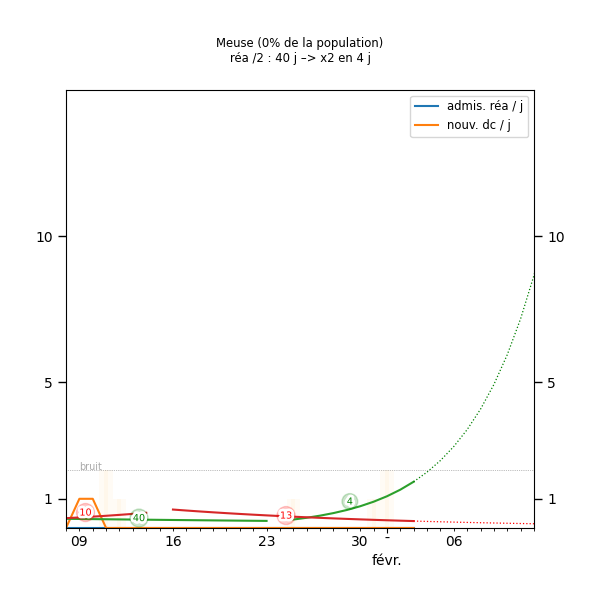 Meuse (0% de la population)
réa /2 : 40 j −> x2 en 4 j
admis. réa / j
nouv. dc / j
10 10
5 5
bruit
1 1
10 40 13 4
09 16 23 30 - 06
févr.